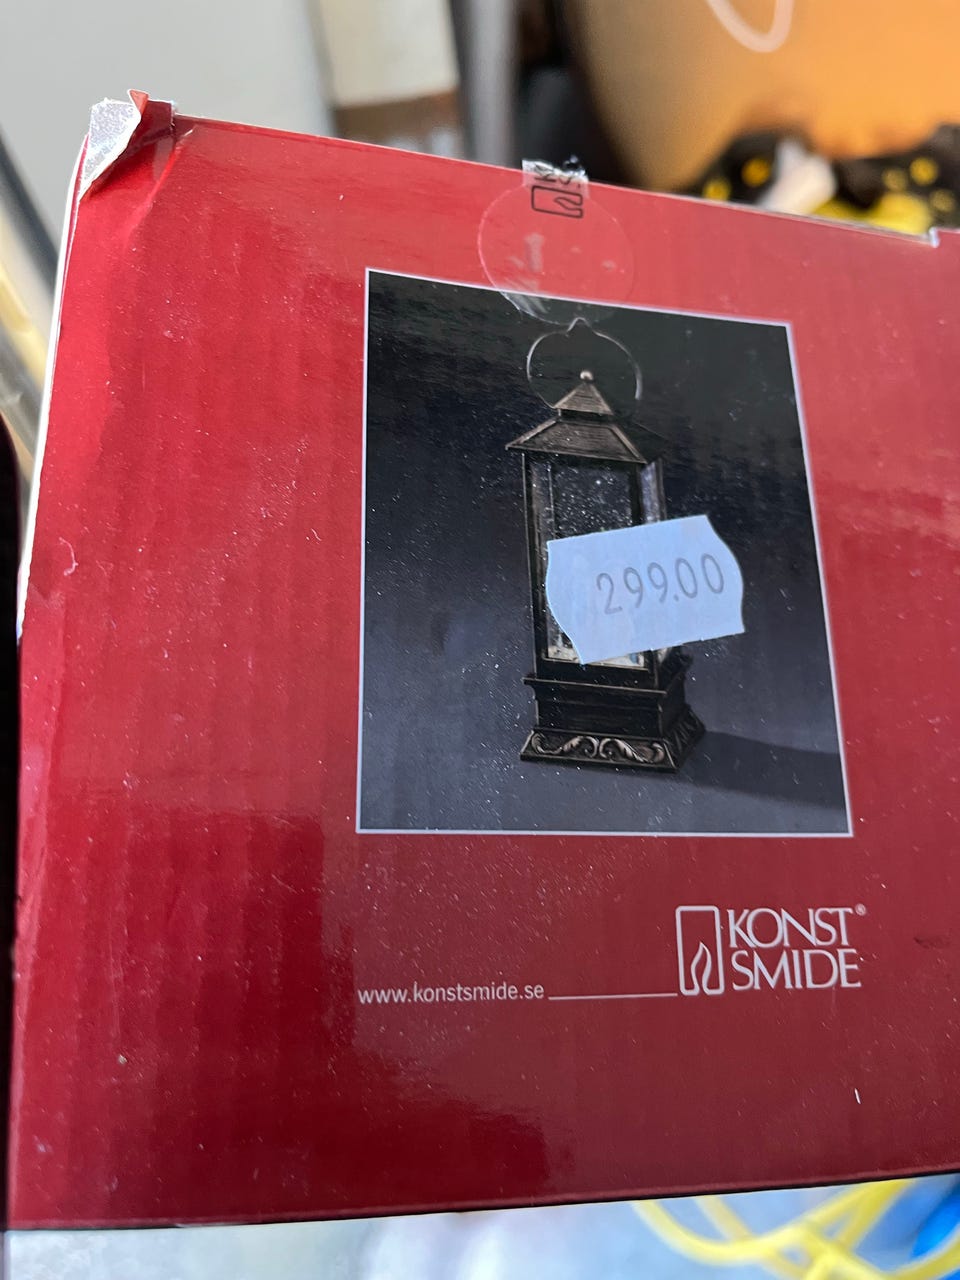 299.00
www.konstsmide.se
KONST®
SMIDE